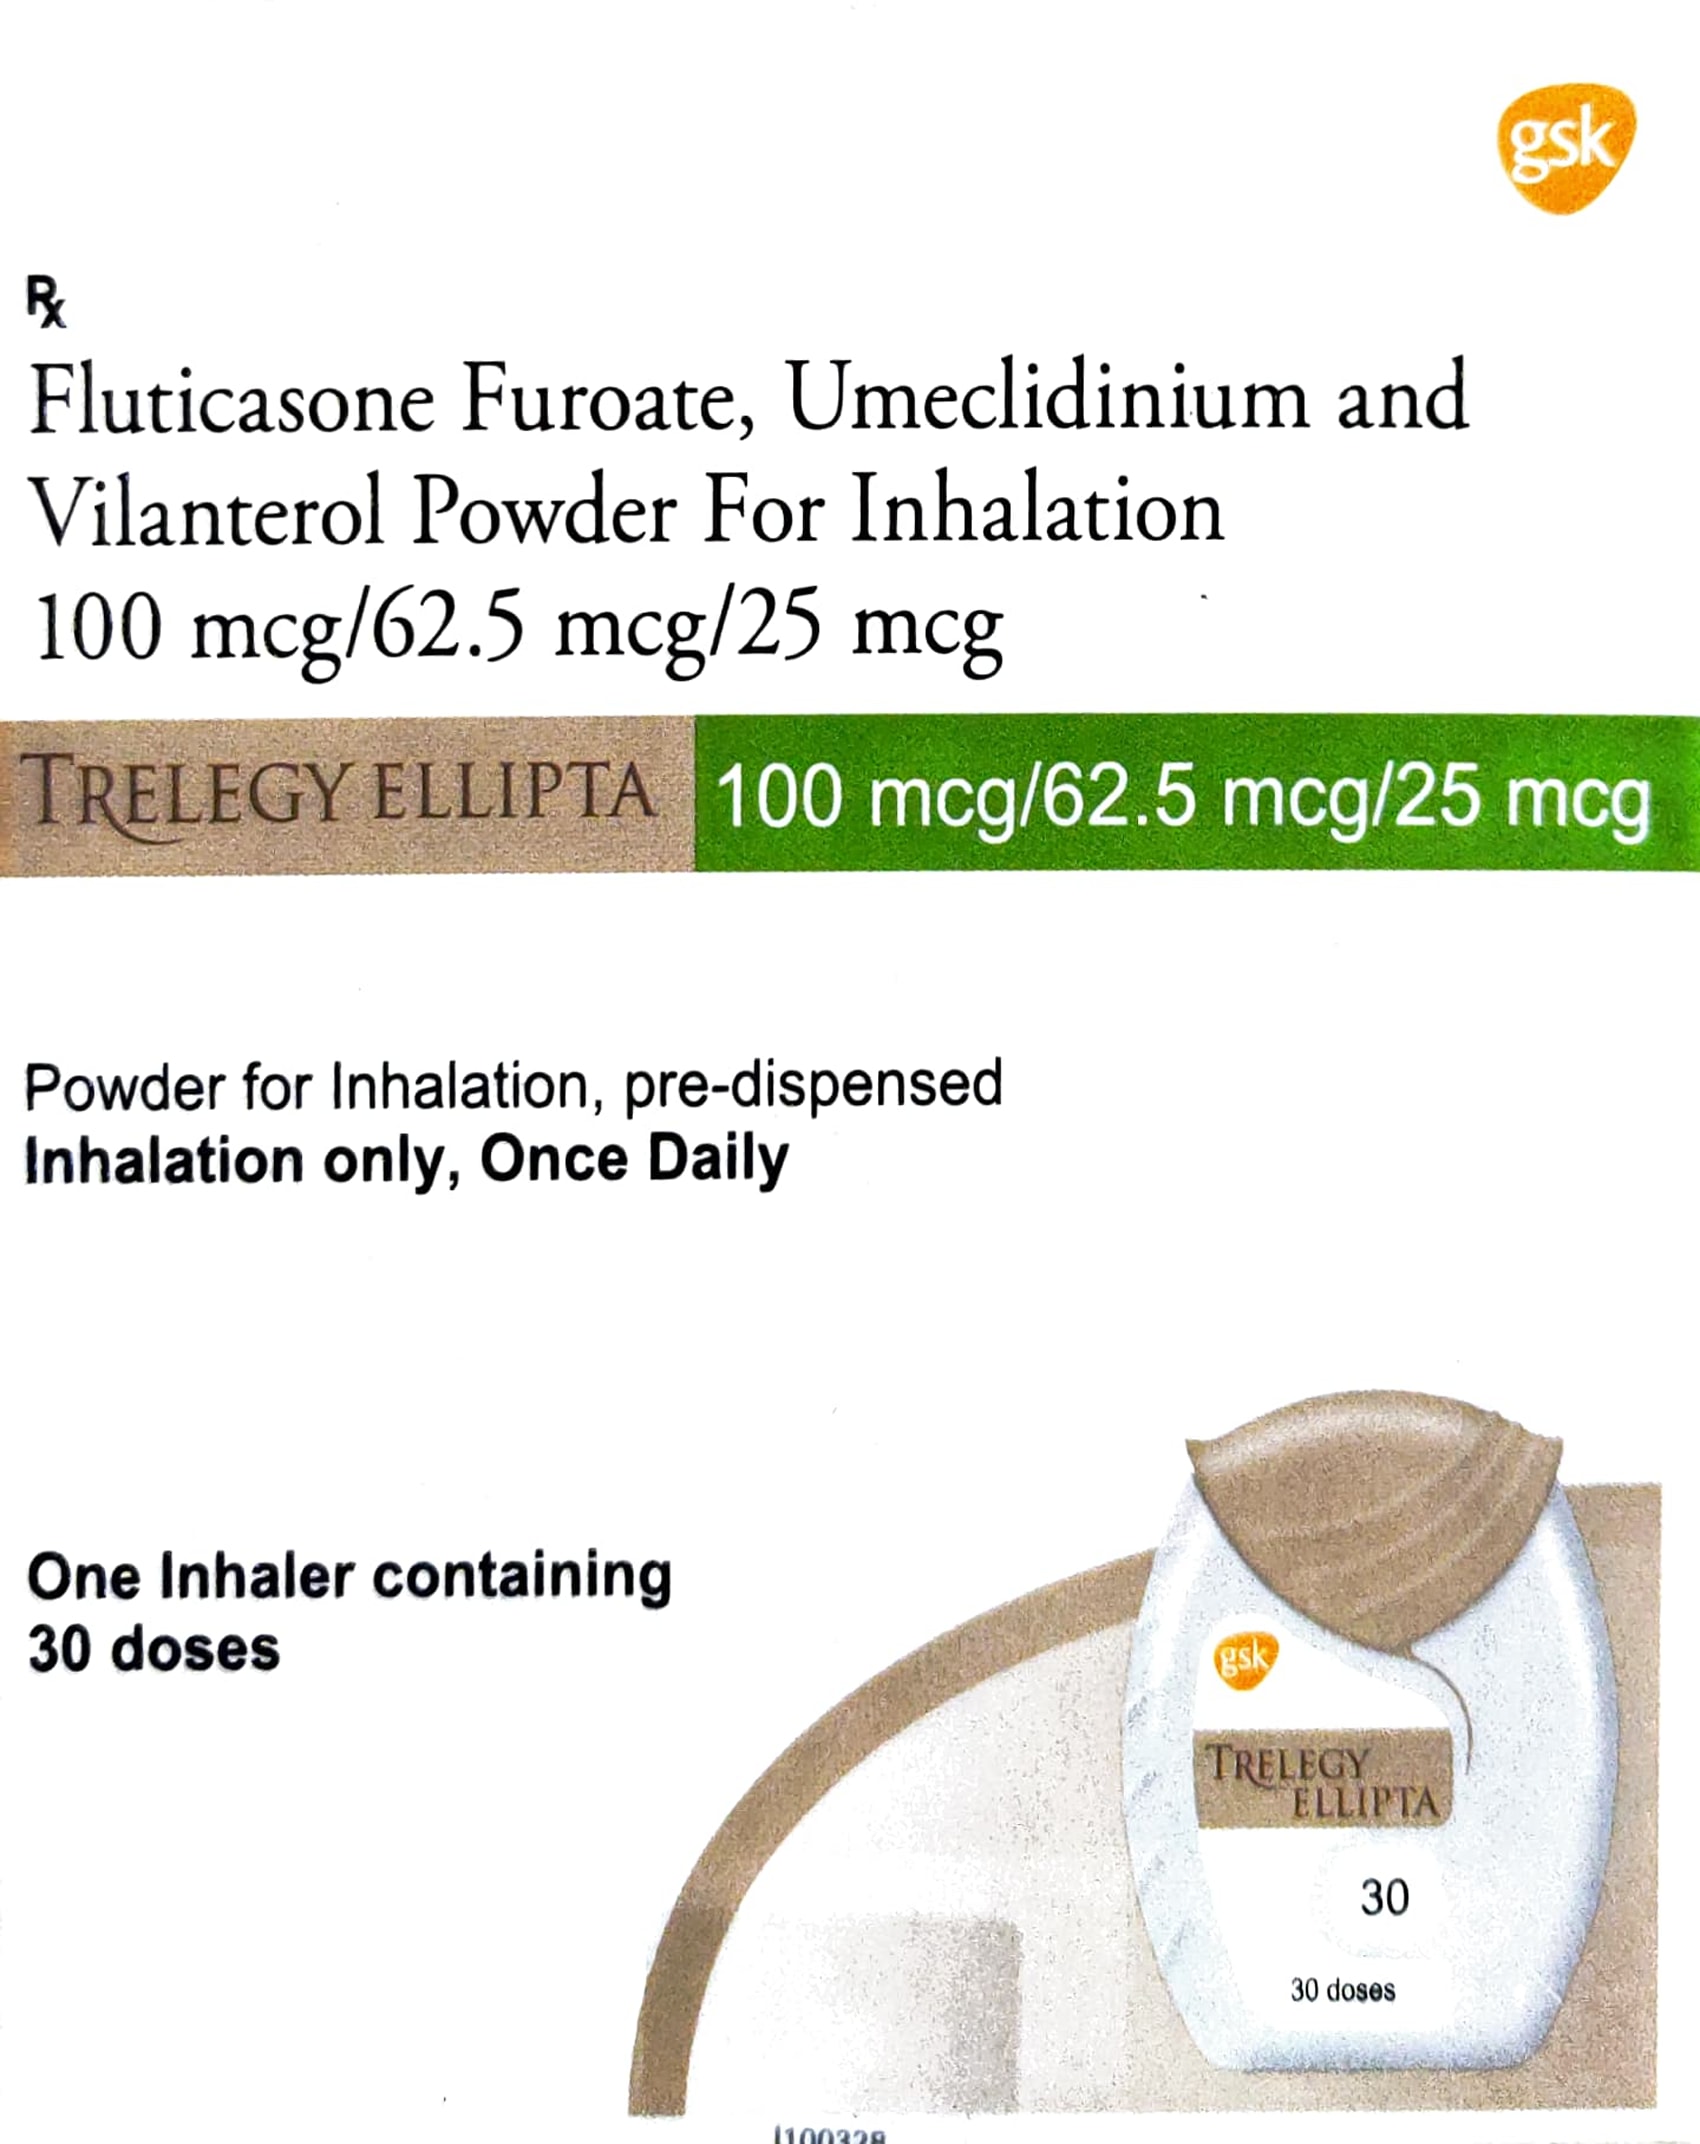 gsk
Rx
Fluticasone Furoate, Umeclidinium and
Vilanterol Powder For Inhalation
100 mcg/62.5 mcg/25 mcg
TRELEGY ELLIPTA 100 mcg/62.5 mcg/25 mcg
Powder for Inhalation, pre-dispensed
Inhalation only, Once Daily
One Inhaler containing
30 doses
gsk
TRELEGY
ELLIPTA
30
30 doses